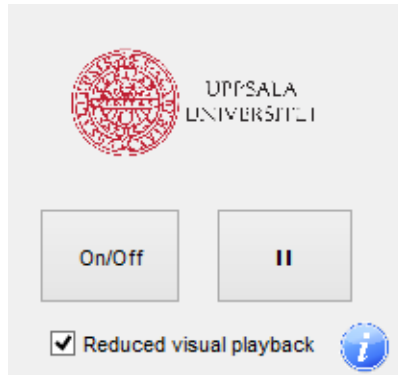 UPPSALA
UNIVERSITET
On/Off
Reduced visual playback
i